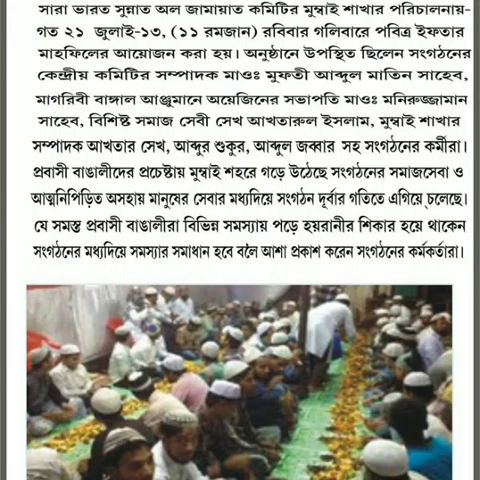 সারা ভারত সুন্নাত অল জামায়াত কমিটির মুম্বাই শাখার পরিচালনায়-
গত ২১ জুলাই-১৩, (১১ রমজান) রবিবার গলিবারে পবিত্র ইফতার
মাহফিলের আয়োজন করা হয়। অনুষ্ঠানে উপস্থিত ছিলেন সংগঠনের
কেন্দ্রীয় কমিটির সম্পাদক মাওঃ মুফতী আব্দুল মাতিন সাহেব,
মাগরিবী বাঙ্গাল আঞ্জুমানে অয়েজিনের সভাপতি মাওঃ মনিরুজ্জামান
সাহেব, বিশিষ্ট সমাজ সেবী সেখ আখতারুল ইসলাম, মুম্বাই শাখার
সম্পাদক আখতার সেখ, আব্দুর শুকুর, আব্দুল জব্বার সহ সংগঠনের কর্মীরা।
প্রবাসী বাঙালীদের প্রচেষ্টায় মুম্বাই শহরে গড়ে উঠেছে সংগঠনের সমাজসেবা ও
আত্মনিপিড়িত অসহায় মানুষের সেবার মধ্যদিয়ে সংগঠন দূর্বার গতিতে এগিয়ে চলেছে।
যে সমস্ত প্রবাসী বাঙালীরা বিভিন্ন সমস্যায় পড়ে হয়রানীর শিকার হয়ে থাকেন
সংগঠনের মধ্যদিয়ে সমস্যার সমাধান হবে বলে আশা প্রকাশ করেন সংগঠনের কর্মকর্তারা।